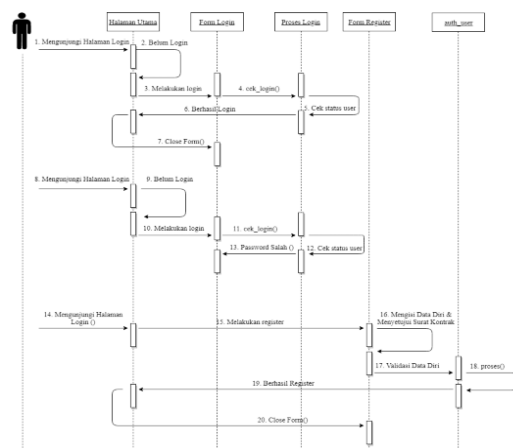 Halaman Utama
Form Login
Proses Login
Form Register
auth_user
1. Mengunjungi Halaman Login
2. Belum Login
3. Melakukan login
4. cek_login()
5. Cek status user
6. Berhasil Login
7. Close Form()
8. Mengunjungi Halaman Login
9. Belum Login
10. Melakukan login
11. cek_login()
12. Cek status user
13. Password Salah ()
14. Mengunjungi Halaman
Login ()
15. Melakukan register
16. Mengisi Data Diri &
Menyetujui Surat Kontrak
17. Validasi Data Diri
18. proses()
19. Berhasil Register
20. Close Form()